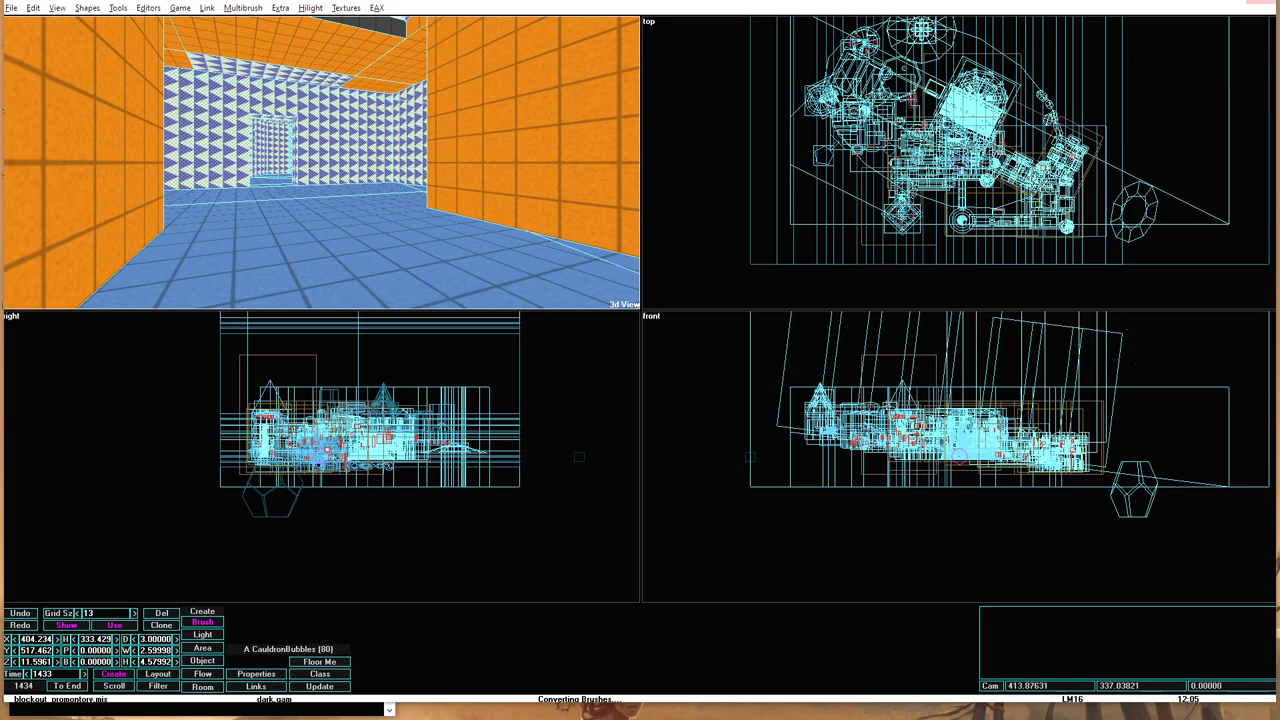 File Edit View Shapes Tools Editors Game Link Multibrush Extra Hilight Textures EAX
top
3d View
right
front
Undo Grid Sz < 13 > Del Create
Redo Show Use Clone Brush
X < 404.234 > H < 333.429 > D < 3.00000 > Light
Y < 517.462 > P < 0.00000 > W < 2.59998 > Area A CauldronBubbles (80)
Z < 11.5961 > B < 0.00000 > H < 4.57992 > Object Floor Me
Time < 1433 > Create Layout Flow Properties Class
1434 To End Scroll Filter Room Links Update
Cam 413.87631 337.03821 0.00000
blockout_promontory.mis dark.gam Converting Brushes.... LM16 12:05